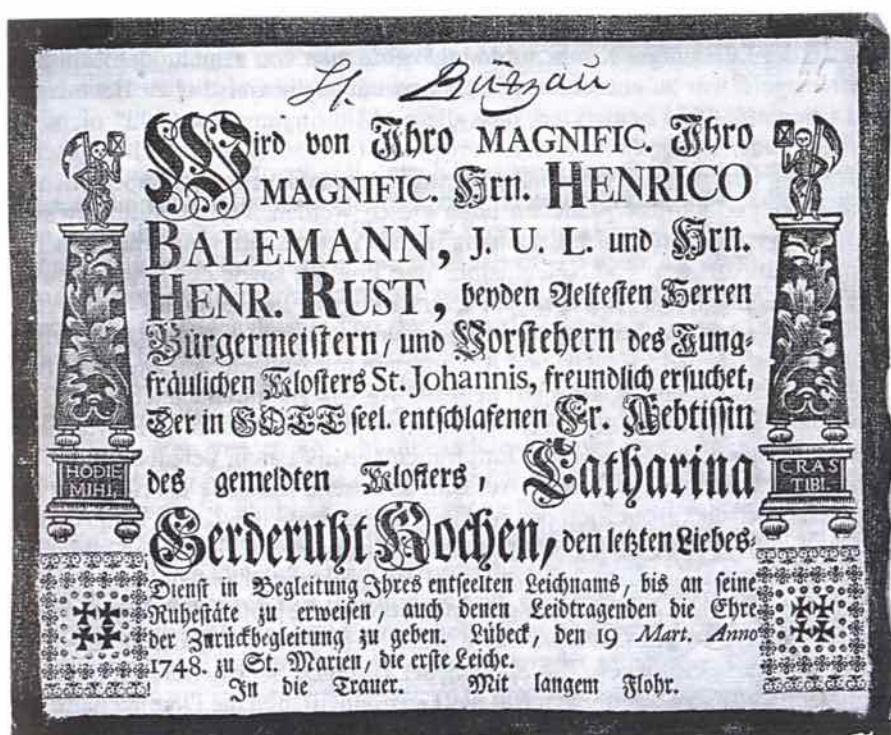 St. Bützau
Wird von Ihro MAGNIFIC. Ihro
MAGNIFIC. Hrn. HENRICO
BALEMANN, J. U. L. und Hrn.
HENR. RUST, beyden Aeltesten Herren
Bürgermeistern/ und Vorstehern des Jung-
fräulichen Klosters St. Johannis, freundlich ersuchet,
Der in GOTT seel. entschlafenen Fr. Aebtissin
des gemeldten Klosters, Catharina
Gerderuht Kochen, den letzten Liebes-
Dienst in Begleitung Ihres entseelten Leichnams, bis an seine
Ruhestäte zu erweisen, auch denen Leidtragenden die Ehre
der Zurückbegleitung zu geben. Lübeck, den 19 Mart. Anno
1748. zu St. Marien, die erste Leiche.
In die Trauer. Mit langem Flohr.
HODIE
MIHI,
CRAS
TIBI.